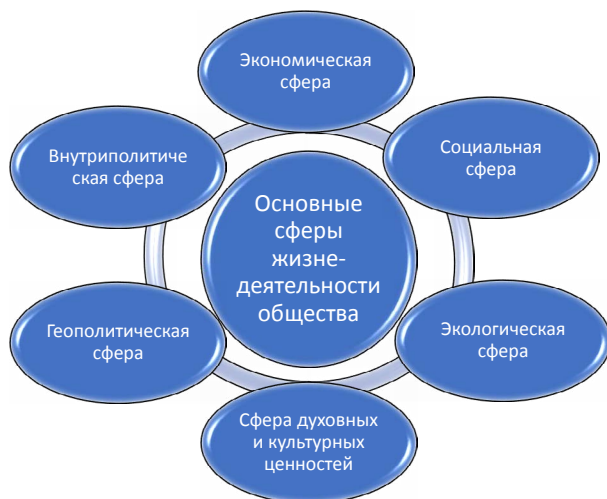 Экономическая
сфера
Внутриполитиче
ская сфера
Социальная
сфера
Основные
сферы
жизне-
деятельности
общества
Геополитическая
сфера
Экологическая
сфера
Сфера духовных
и культурных
ценностей